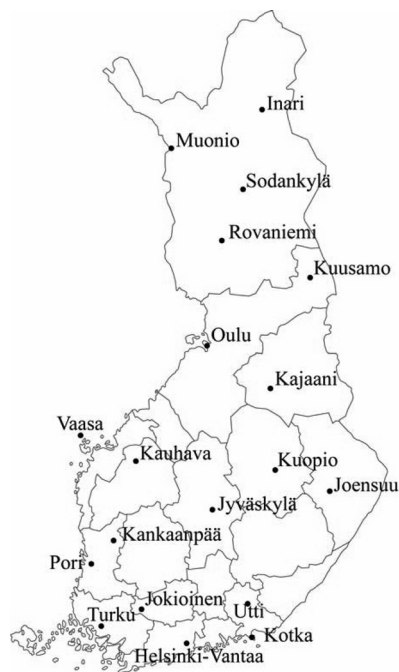 Inari
Muonio
Sodankylä
Rovaniemi
Kuusamo
Oulu
Kajaani
Vaasa
Kauhava
Kuopio
Joensuu
Jyväskylä
Kankaanpää
Pori
Jokioinen
Utti
Turku
Kotka
Helsinki-Vantaa